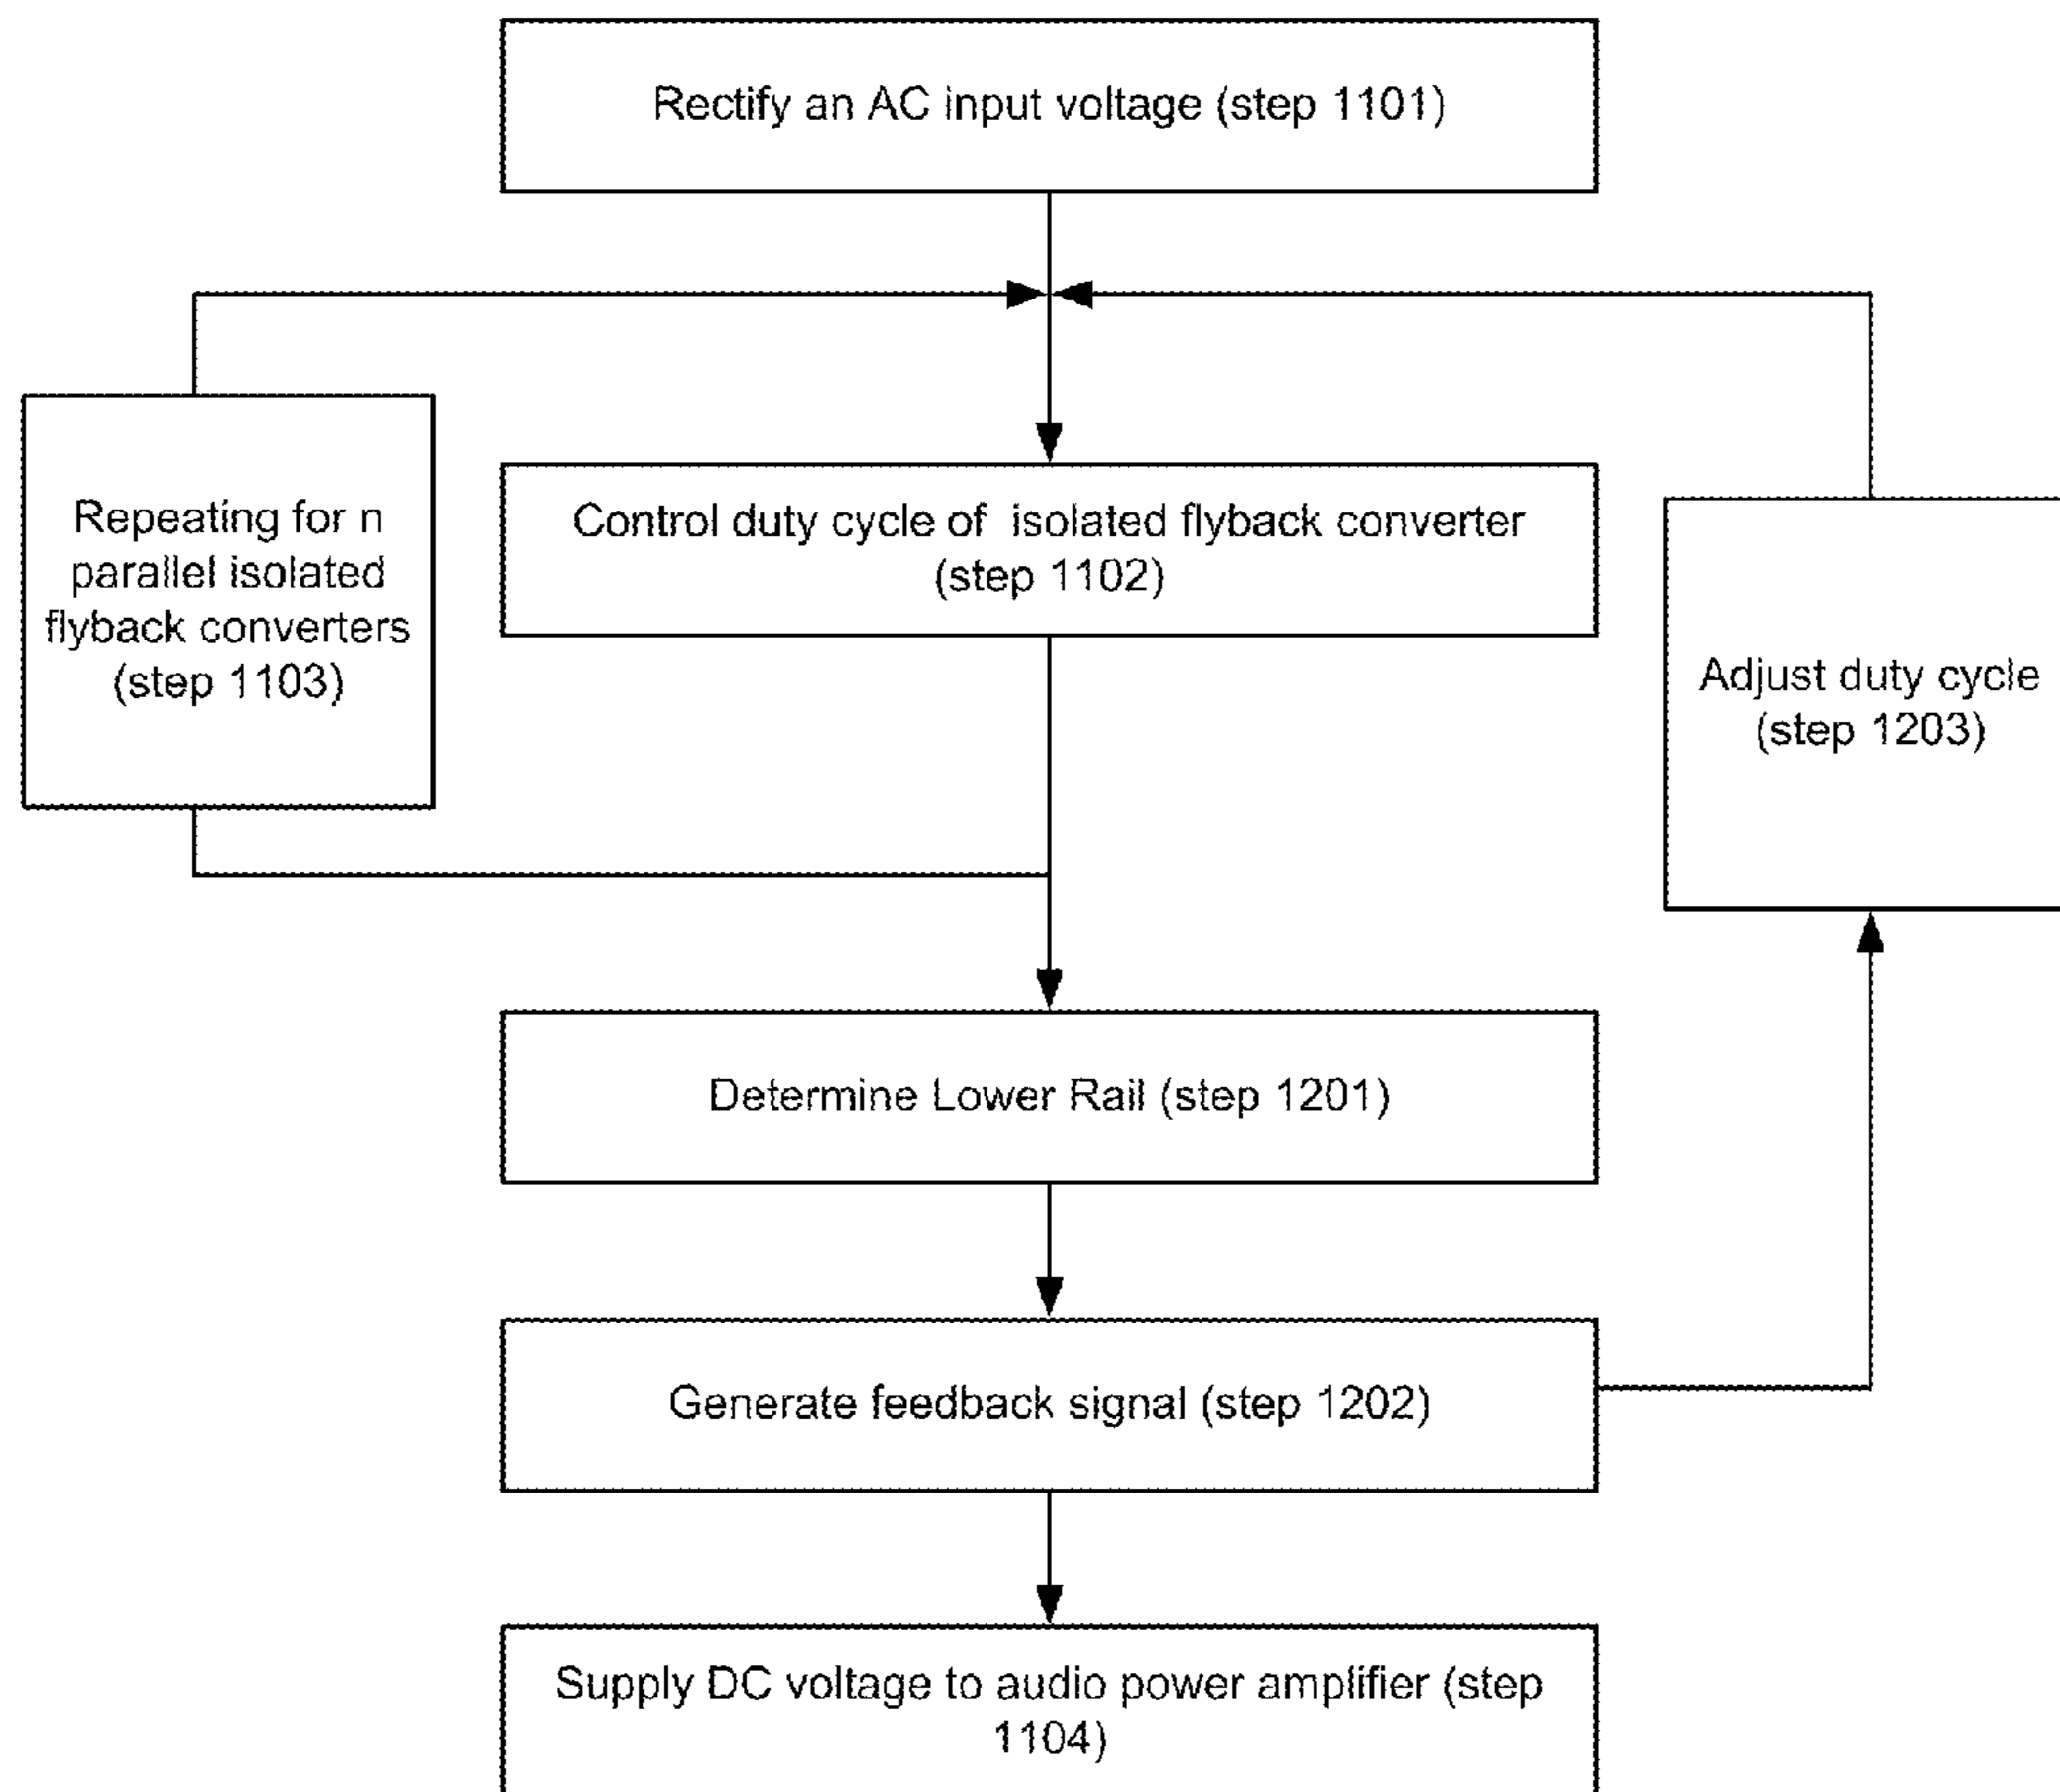 Rectify an AC input voltage (step 1101)
Repeating for n
parallel isolated
flyback converters
(step 1103)
Control duty cycle of isolated flyback converter
(step 1102)
Adjust duty cycle
(step 1203)
Determine Lower Rail (step 1201)
Generate feedback signal (step 1202)
Supply DC voltage to audio power amplifier (step
1104)